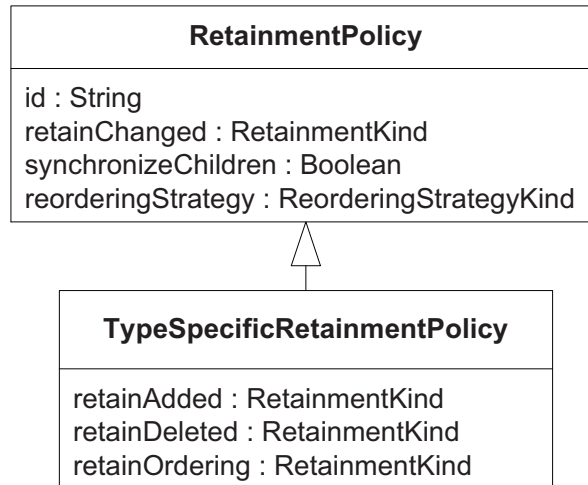 RetainmentPolicy
id : String
retainChanged : RetainmentKind
synchronizeChildren : Boolean
reorderingStrategy : ReorderingStrategyKind
TypeSpecificRetainmentPolicy
retainAdded : RetainmentKind
retainDeleted : RetainmentKind
retainOrdering : RetainmentKind